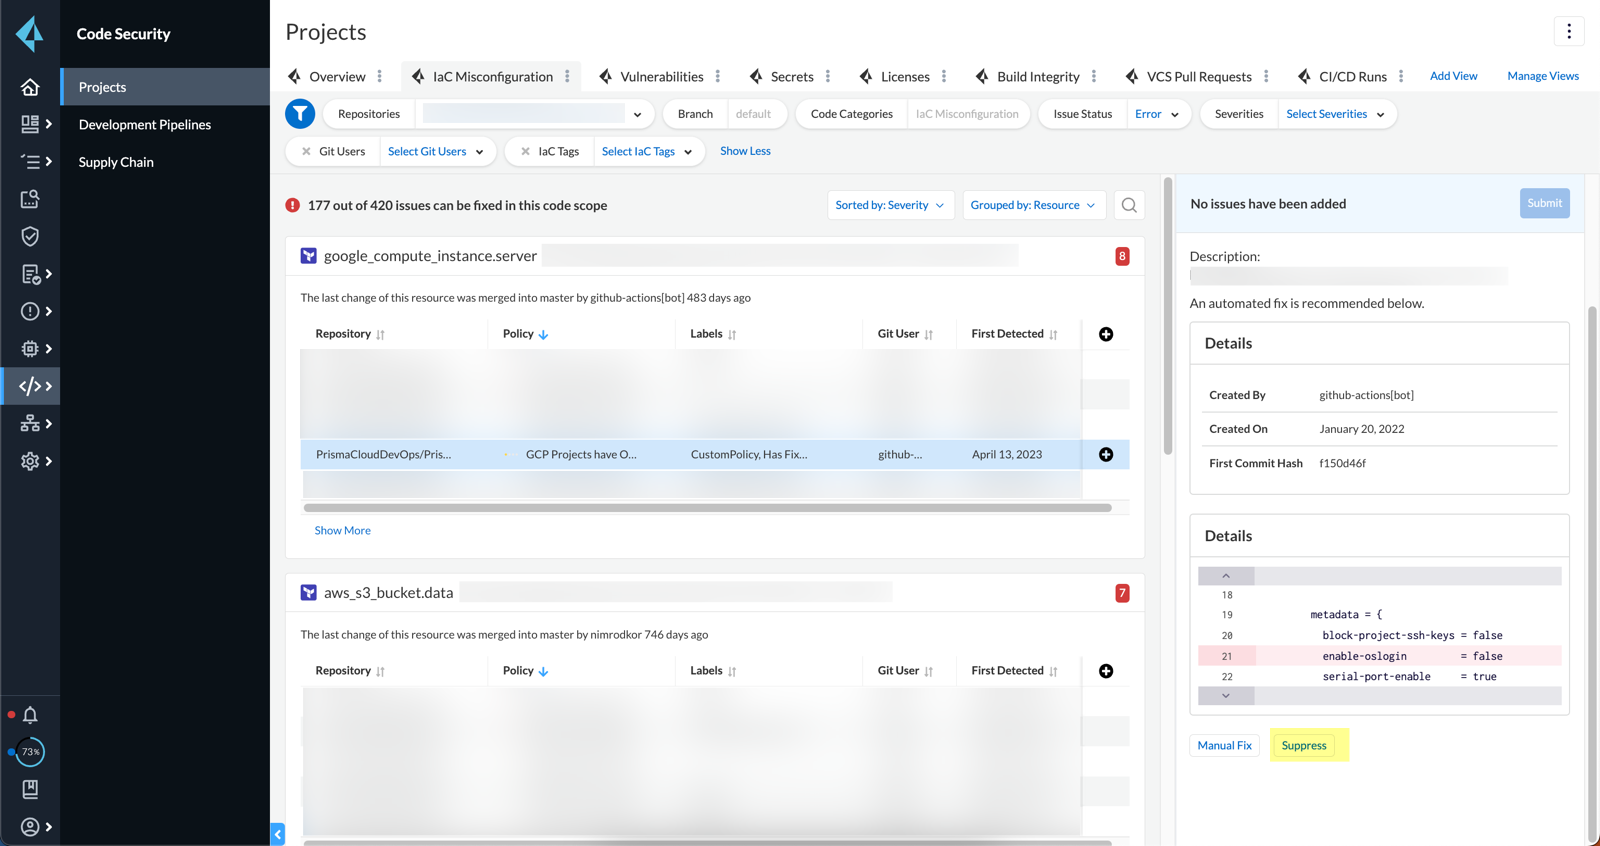 Code Security
Projects
Development Pipelines
Supply Chain
73%
Projects
Overview
IaC Misconfiguration
Vulnerabilities
Secrets
Licenses
Build Integrity
VCS Pull Requests
CI/CD Runs
Add View
Manage Views
Repositories
Branch default
Code Categories IaC Misconfiguration
Issue Status Error
Severities Select Severities
Git Users Select Git Users
IaC Tags Select IaC Tags
Show Less
177 out of 420 issues can be fixed in this code scope
Sorted by: Severity
Grouped by: Resource
google_compute_instance.server
8
The last change of this resource was merged into master by github-actions[bot] 483 days ago
Repository Policy Labels Git User First Detected
PrismaCloudDevOps/Pris... GCP Projects have O... CustomPolicy, Has Fix... github-... April 13, 2023
Show More
aws_s3_bucket.data
7
The last change of this resource was merged into master by nimrodkor 746 days ago
Repository Policy Labels Git User First Detected
No issues have been added
Submit
Description:
An automated fix is recommended below.
Details
Created By github-actions[bot]
Created On January 20, 2022
First Commit Hash f150d46f
Details
18
19 metadata = {
20 block-project-ssh-keys = false
21 enable-oslogin = false
22 serial-port-enable = true
Manual Fix
Suppress